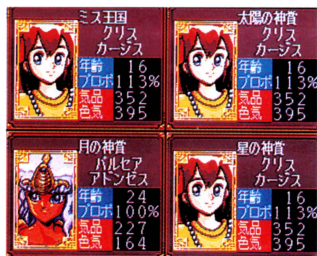 ミス王国
クリス
カージス
年齢 16
プロポ 113%
気品 352
色気 395
太陽の神賞
クリス
カージス
年齢 16
プロポ 113%
気品 352
色気 395
月の神賞
バルセア
アドンゼス
年齢 24
プロポ 100%
気品 227
色気 164
星の神賞
クリス
カージス
年齢 16
プロポ 113%
気品 352
色気 395